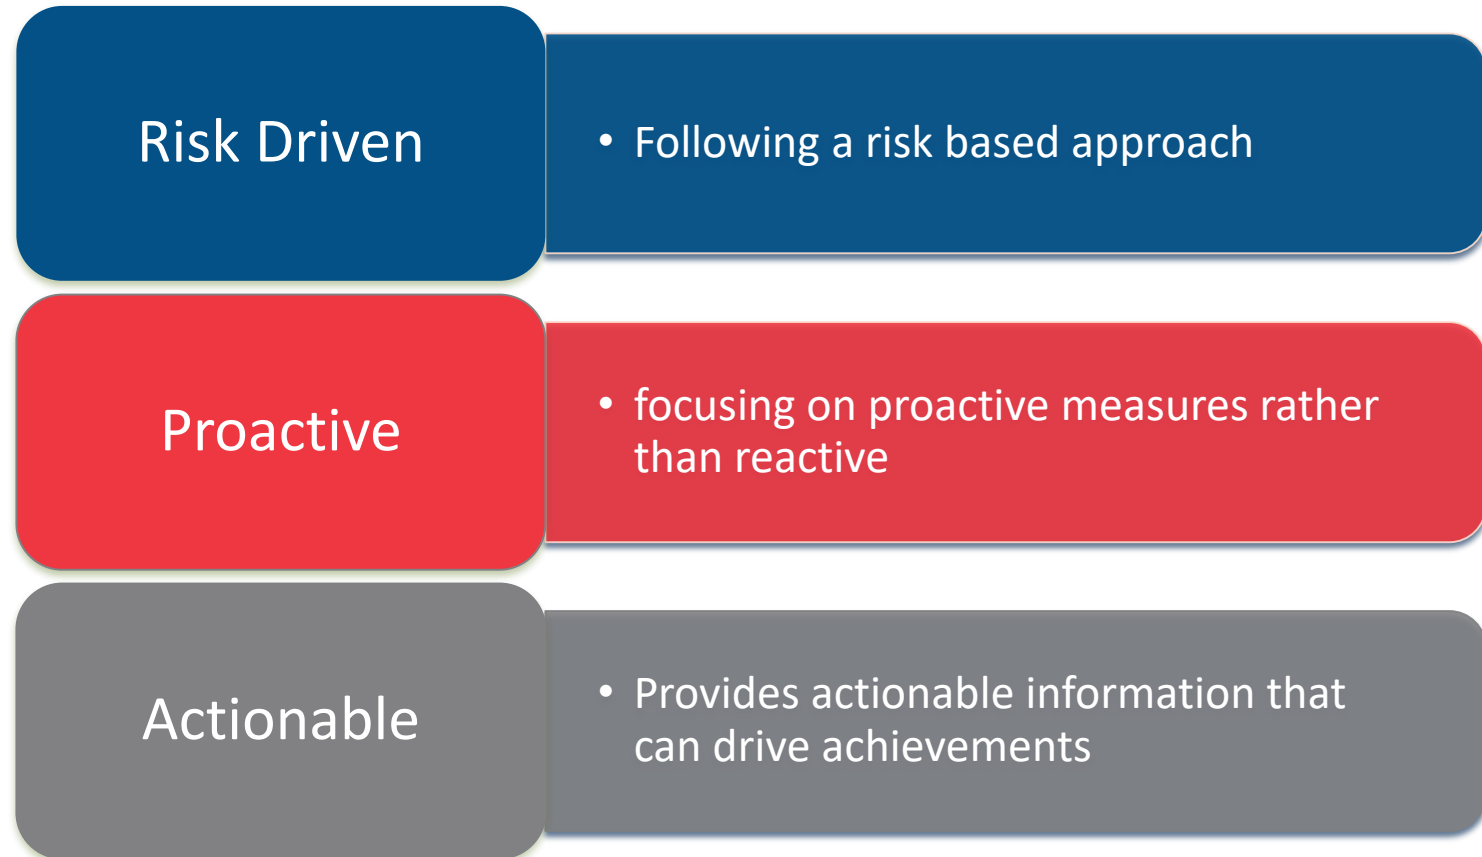 Risk Driven
• Following a risk based approach
Proactive
• focusing on proactive measures rather
than reactive
Actionable
• Provides actionable information that
can drive achievements